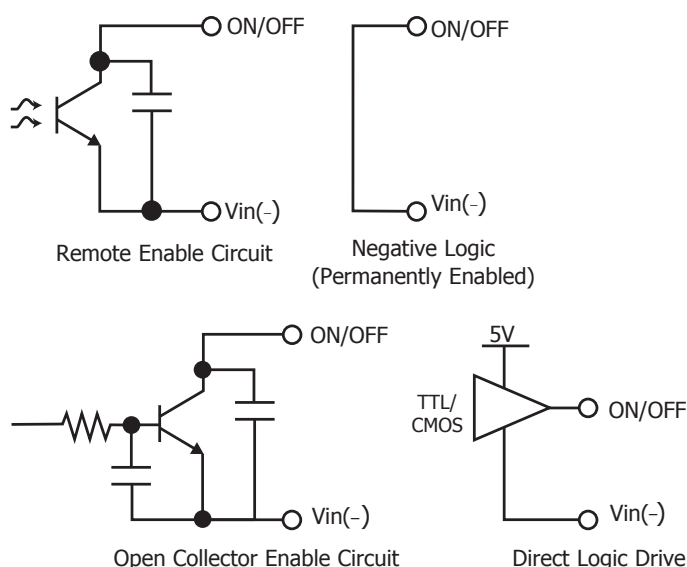 ON/OFF
Vin(−)
Remote Enable Circuit
ON/OFF
Vin(−)
Negative Logic
(Permanently Enabled)
ON/OFF
Vin(−)
Open Collector Enable Circuit
5V
TTL/
CMOS
ON/OFF
Vin(−)
Direct Logic Drive